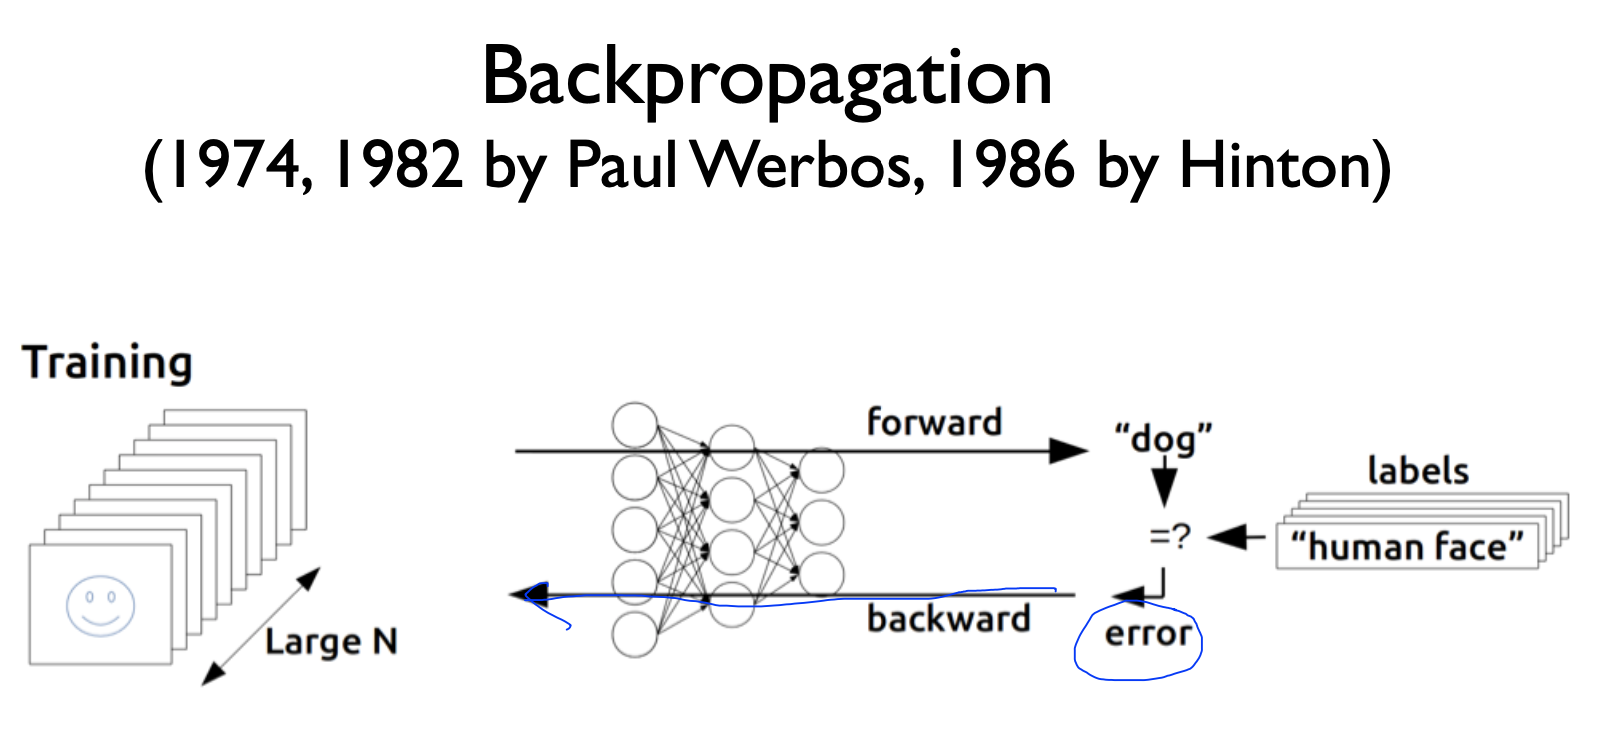 Backpropagation
(1974, 1982 by Paul Werbos, 1986 by Hinton)
Training
Large N
forward
backward
“dog”
=?
error
labels
“human face”